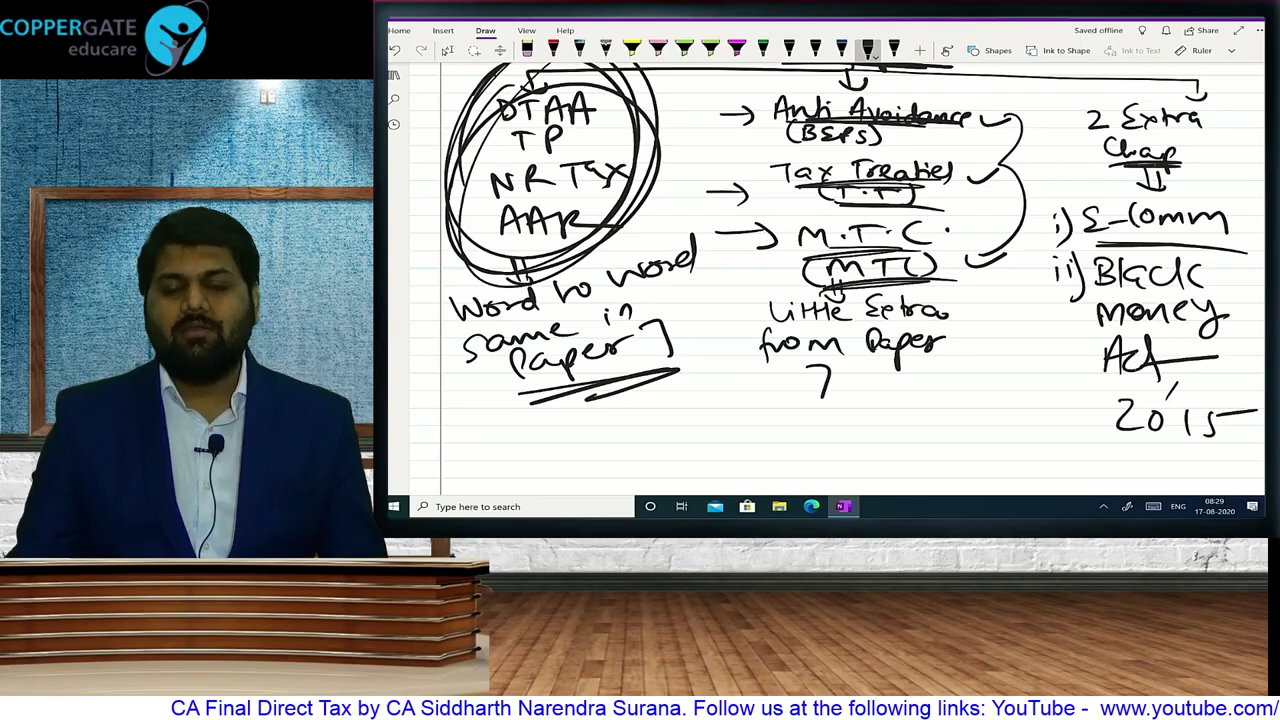 COPPERGATE
educare
Home Insert Draw View Help
Saved offline
Share
Shapes
Ink to Shape
Ink to Text
Ruler
DTAA
TP
NR Tax
AAR
Word to word
same in
Paper
Anti Avoidance
(BEPS)
Tax Treaties
(T.T)
M.T.C.
(MTC)
Little Extra
from Paper
7
2 Extra
Chap
i) E-Comm
ii) Black
money
Act
2015
Type here to search
ENG
08:29
17-08-2020
CA Final Direct Tax by CA Siddharth Narendra Surana. Follow us at the following links: YouTube - www.youtube.com/